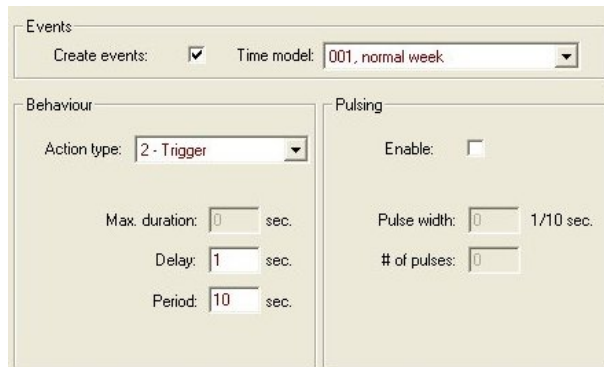 Events
Create events: Time model: 001, normal week
Behaviour
Action type: 2 - Trigger
Max. duration: 0 sec.
Delay: 1 sec.
Period: 10 sec.
Pulsing
Enable:
Pulse width: 0 1/10 sec.
# of pulses: 0